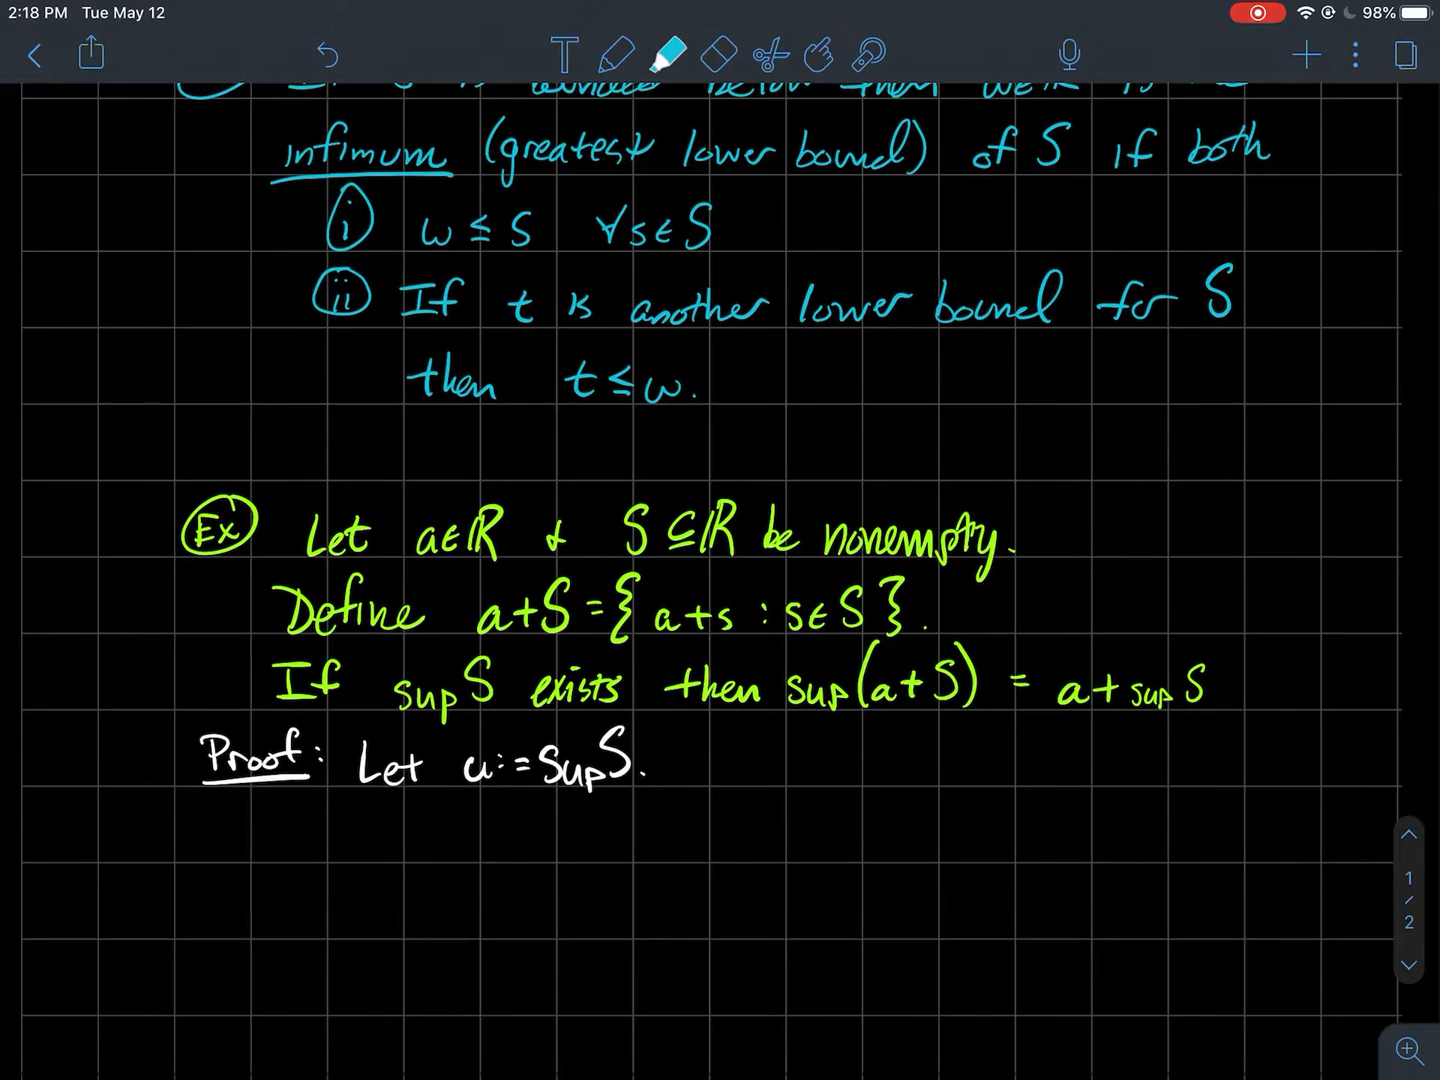 2:18 PM Tue May 12
98%
infimum (greatest lower bound) of S if both
i w ≤ s ∀s∈S
ii If t is another lower bound for S
then t ≤ w.
Ex Let a∈ℝ & S ⊆ ℝ be nonempty.
Define a+S = { a+s : s∈S }.
If sup S exists then sup(a+S) = a + sup S
Proof: Let u := Sup S.
1
/
2